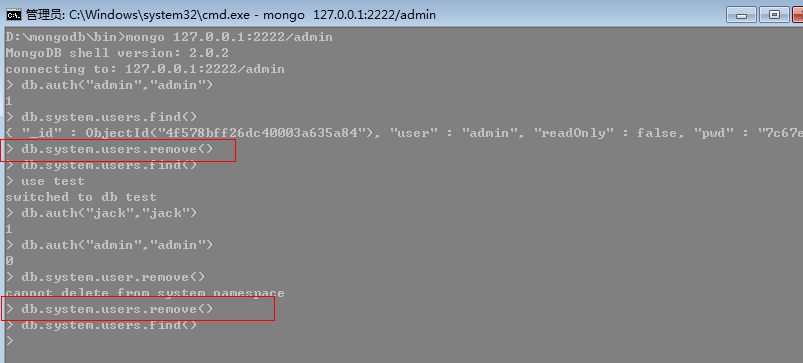 管理员: C:\Windows\system32\cmd.exe - mongo  127.0.0.1:2222/admin
D:\mongodb\bin>mongo 127.0.0.1:2222/admin
MongoDB shell version: 2.0.2
connecting to: 127.0.0.1:2222/admin
> db.auth("admin","admin")
1
> db.system.users.find()
{ "_id" : ObjectId("4f578bff26dc40003a635a84"), "user" : "admin", "readOnly" : false, "pwd" : "7c67e
> db.system.users.remove()
> db.system.users.find()
> use test
switched to db test
> db.auth("jack","jack")
1
> db.auth("admin","admin")
0
> db.system.user.remove()
cannot delete from system namespace
> db.system.users.remove()
> db.system.users.find()
>